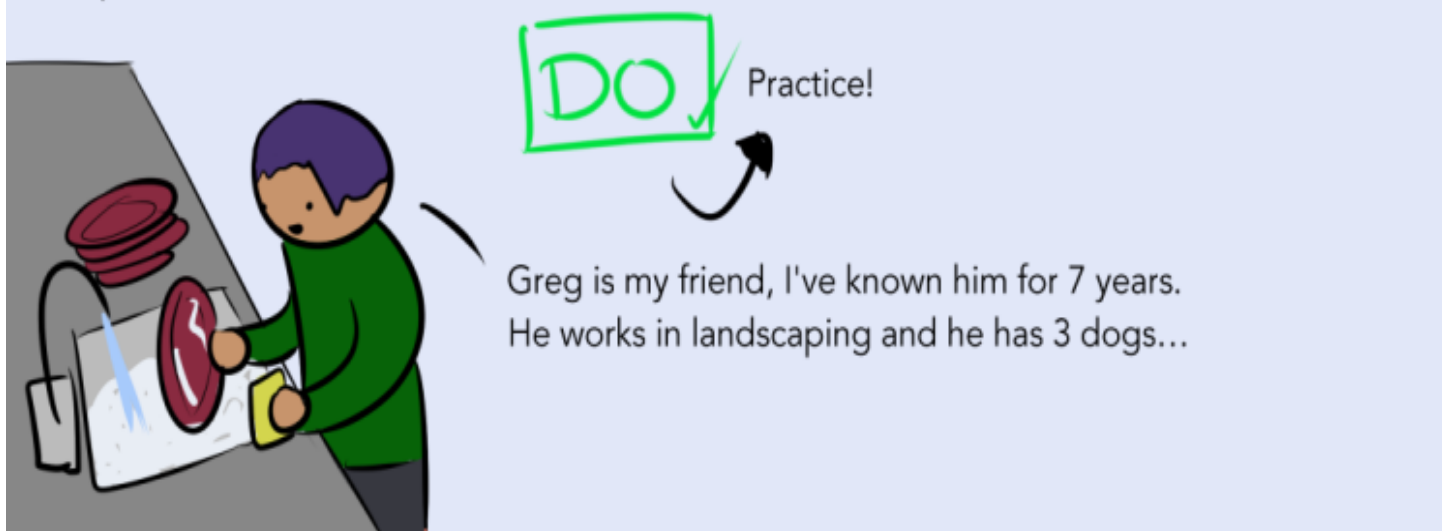 DO
Practice!
Greg is my friend, I've known him for 7 years.
He works in landscaping and he has 3 dogs...